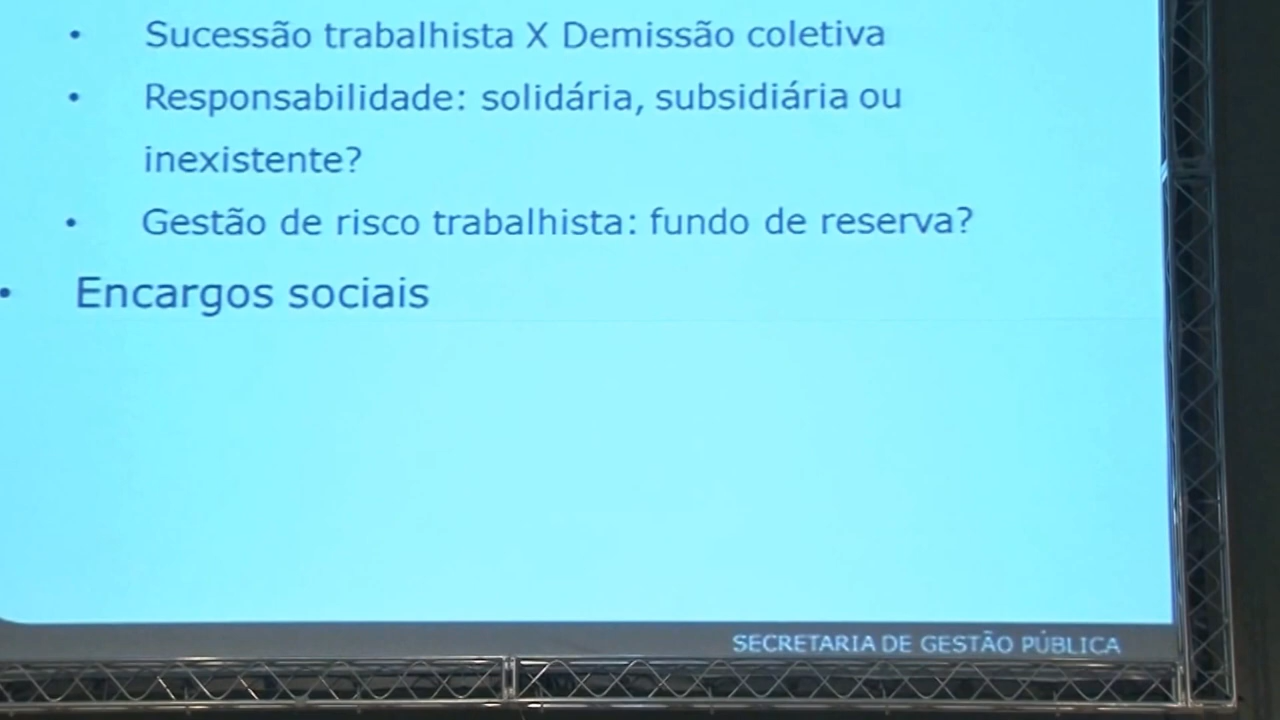 • Sucessão trabalhista X Demissão coletiva
• Responsabilidade: solidária, subsidiária ou
inexistente?
• Gestão de risco trabalhista: fundo de reserva?
• Encargos sociais
SECRETARIA DE GESTÃO PÚBLICA